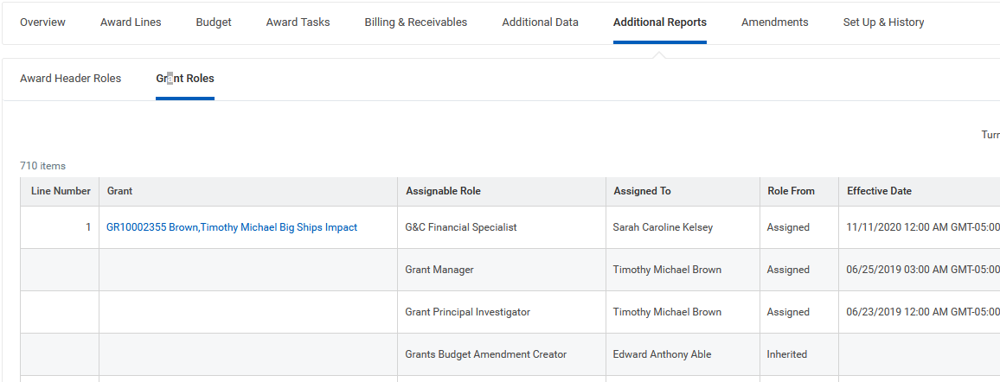 Overview Award Lines Budget Award Tasks Billing & Receivables Additional Data Additional Reports Amendments Set Up & History
Award Header Roles Grant Roles
Turn
710 items
Line Number Grant Assignable Role Assigned To Role From Effective Date
1 GR10002355 Brown,Timothy Michael Big Ships Impact G&C Financial Specialist Sarah Caroline Kelsey Assigned 11/11/2020 12:00 AM GMT-05:00
Grant Manager Timothy Michael Brown Assigned 06/25/2019 03:00 AM GMT-05:00
Grant Principal Investigator Timothy Michael Brown Assigned 06/23/2019 12:00 AM GMT-05:00
Grants Budget Amendment Creator Edward Anthony Able Inherited